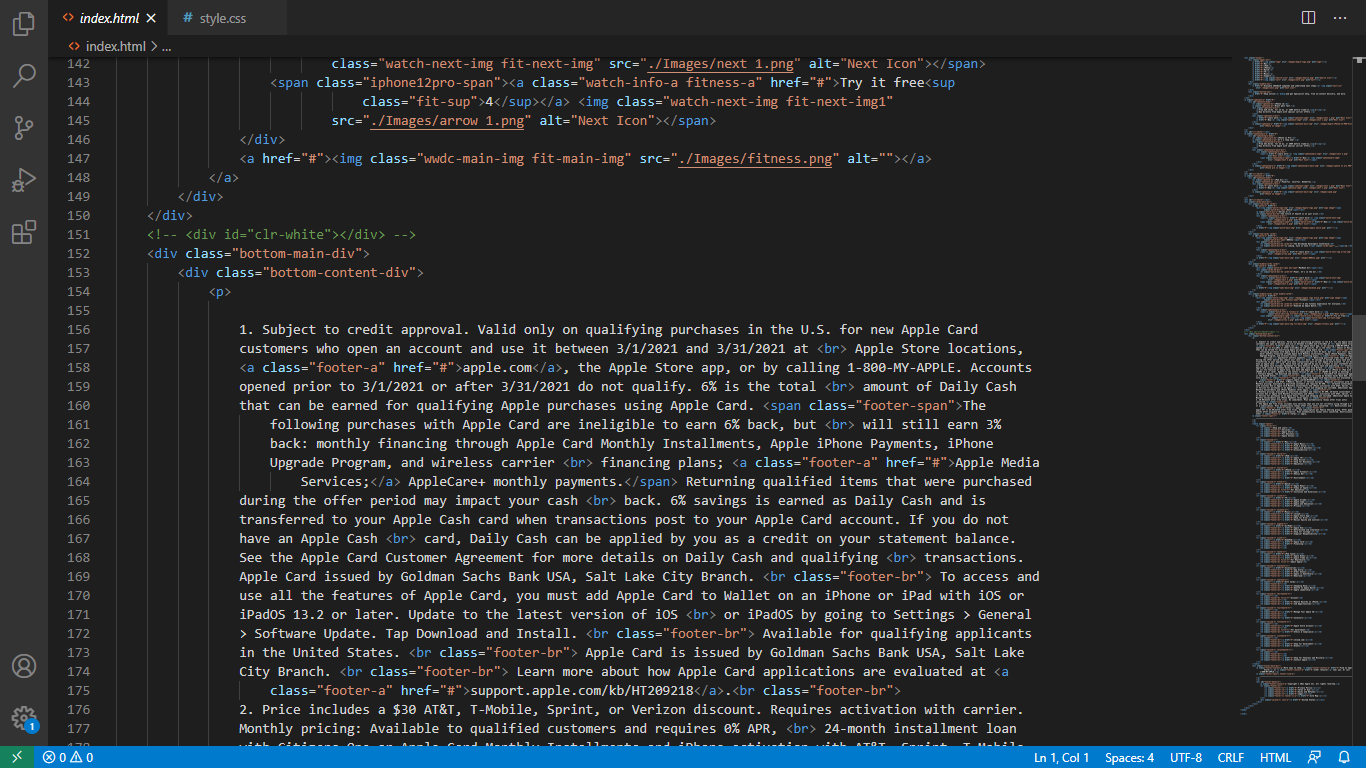 index.html
style.css
index.html > ...
142 class="watch-next-img fit-next-img" src="./Images/next 1.png" alt="Next Icon"></span>
143 <span class="iphone12pro-span"><a class="watch-info-a fitness-a" href="#">Try it free<sup
144 class="fit-sup">4</sup></a> <img class="watch-next-img fit-next-img1"
145 src="./Images/arrow 1.png" alt="Next Icon"></span>
146 </div>
147 <a href="#"><img class="wwdc-main-img fit-main-img" src="./Images/fitness.png" alt=""></a>
148 </a>
149 </div>
150 </div>
151 <!-- <div id="clr-white"></div> -->
152 <div class="bottom-main-div">
153 <div class="bottom-content-div">
154 <p>
155
156 1. Subject to credit approval. Valid only on qualifying purchases in the U.S. for new Apple Card
157 customers who open an account and use it between 3/1/2021 and 3/31/2021 at <br> Apple Store locations,
158 <a class="footer-a" href="#">apple.com</a>, the Apple Store app, or by calling 1-800-MY-APPLE. Accounts
159 opened prior to 3/1/2021 or after 3/31/2021 do not qualify. 6% is the total <br> amount of Daily Cash
160 that can be earned for qualifying Apple purchases using Apple Card. <span class="footer-span">The
161 following purchases with Apple Card are ineligible to earn 6% back, but <br> will still earn 3%
162 back: monthly financing through Apple Card Monthly Installments, Apple iPhone Payments, iPhone
163 Upgrade Program, and wireless carrier <br> financing plans; <a class="footer-a" href="#">Apple Media
164 Services;</a> AppleCare+ monthly payments.</span> Returning qualified items that were purchased
165 during the offer period may impact your cash <br> back. 6% savings is earned as Daily Cash and is
166 transferred to your Apple Cash card when transactions post to your Apple Card account. If you do not
167 have an Apple Cash <br> card, Daily Cash can be applied by you as a credit on your statement balance.
168 See the Apple Card Customer Agreement for more details on Daily Cash and qualifying <br> transactions.
169 Apple Card issued by Goldman Sachs Bank USA, Salt Lake City Branch. <br class="footer-br"> To access and
170 use all the features of Apple Card, you must add Apple Card to Wallet on an iPhone or iPad with iOS or
171 iPadOS 13.2 or later. Update to the latest version of iOS <br> or iPadOS by going to Settings > General
172 > Software Update. Tap Download and Install. <br class="footer-br"> Available for qualifying applicants
173 in the United States. <br class="footer-br"> Apple Card is issued by Goldman Sachs Bank USA, Salt Lake
174 City Branch. <br class="footer-br"> Learn more about how Apple Card applications are evaluated at <a
175 class="footer-a" href="#">support.apple.com/kb/HT209218</a>.<br class="footer-br">
176 2. Price includes a $30 AT&T, T-Mobile, Sprint, or Verizon discount. Requires activation with carrier.
177 Monthly pricing: Available to qualified customers and requires 0% APR, <br> 24-month installment loan
178 with Citizens One or Apple Card Monthly Installments and iPhone activation with AT&T, Sprint, T-Mobile
1
0 0
Ln 1, Col 1 Spaces: 4 UTF-8 CRLF HTML